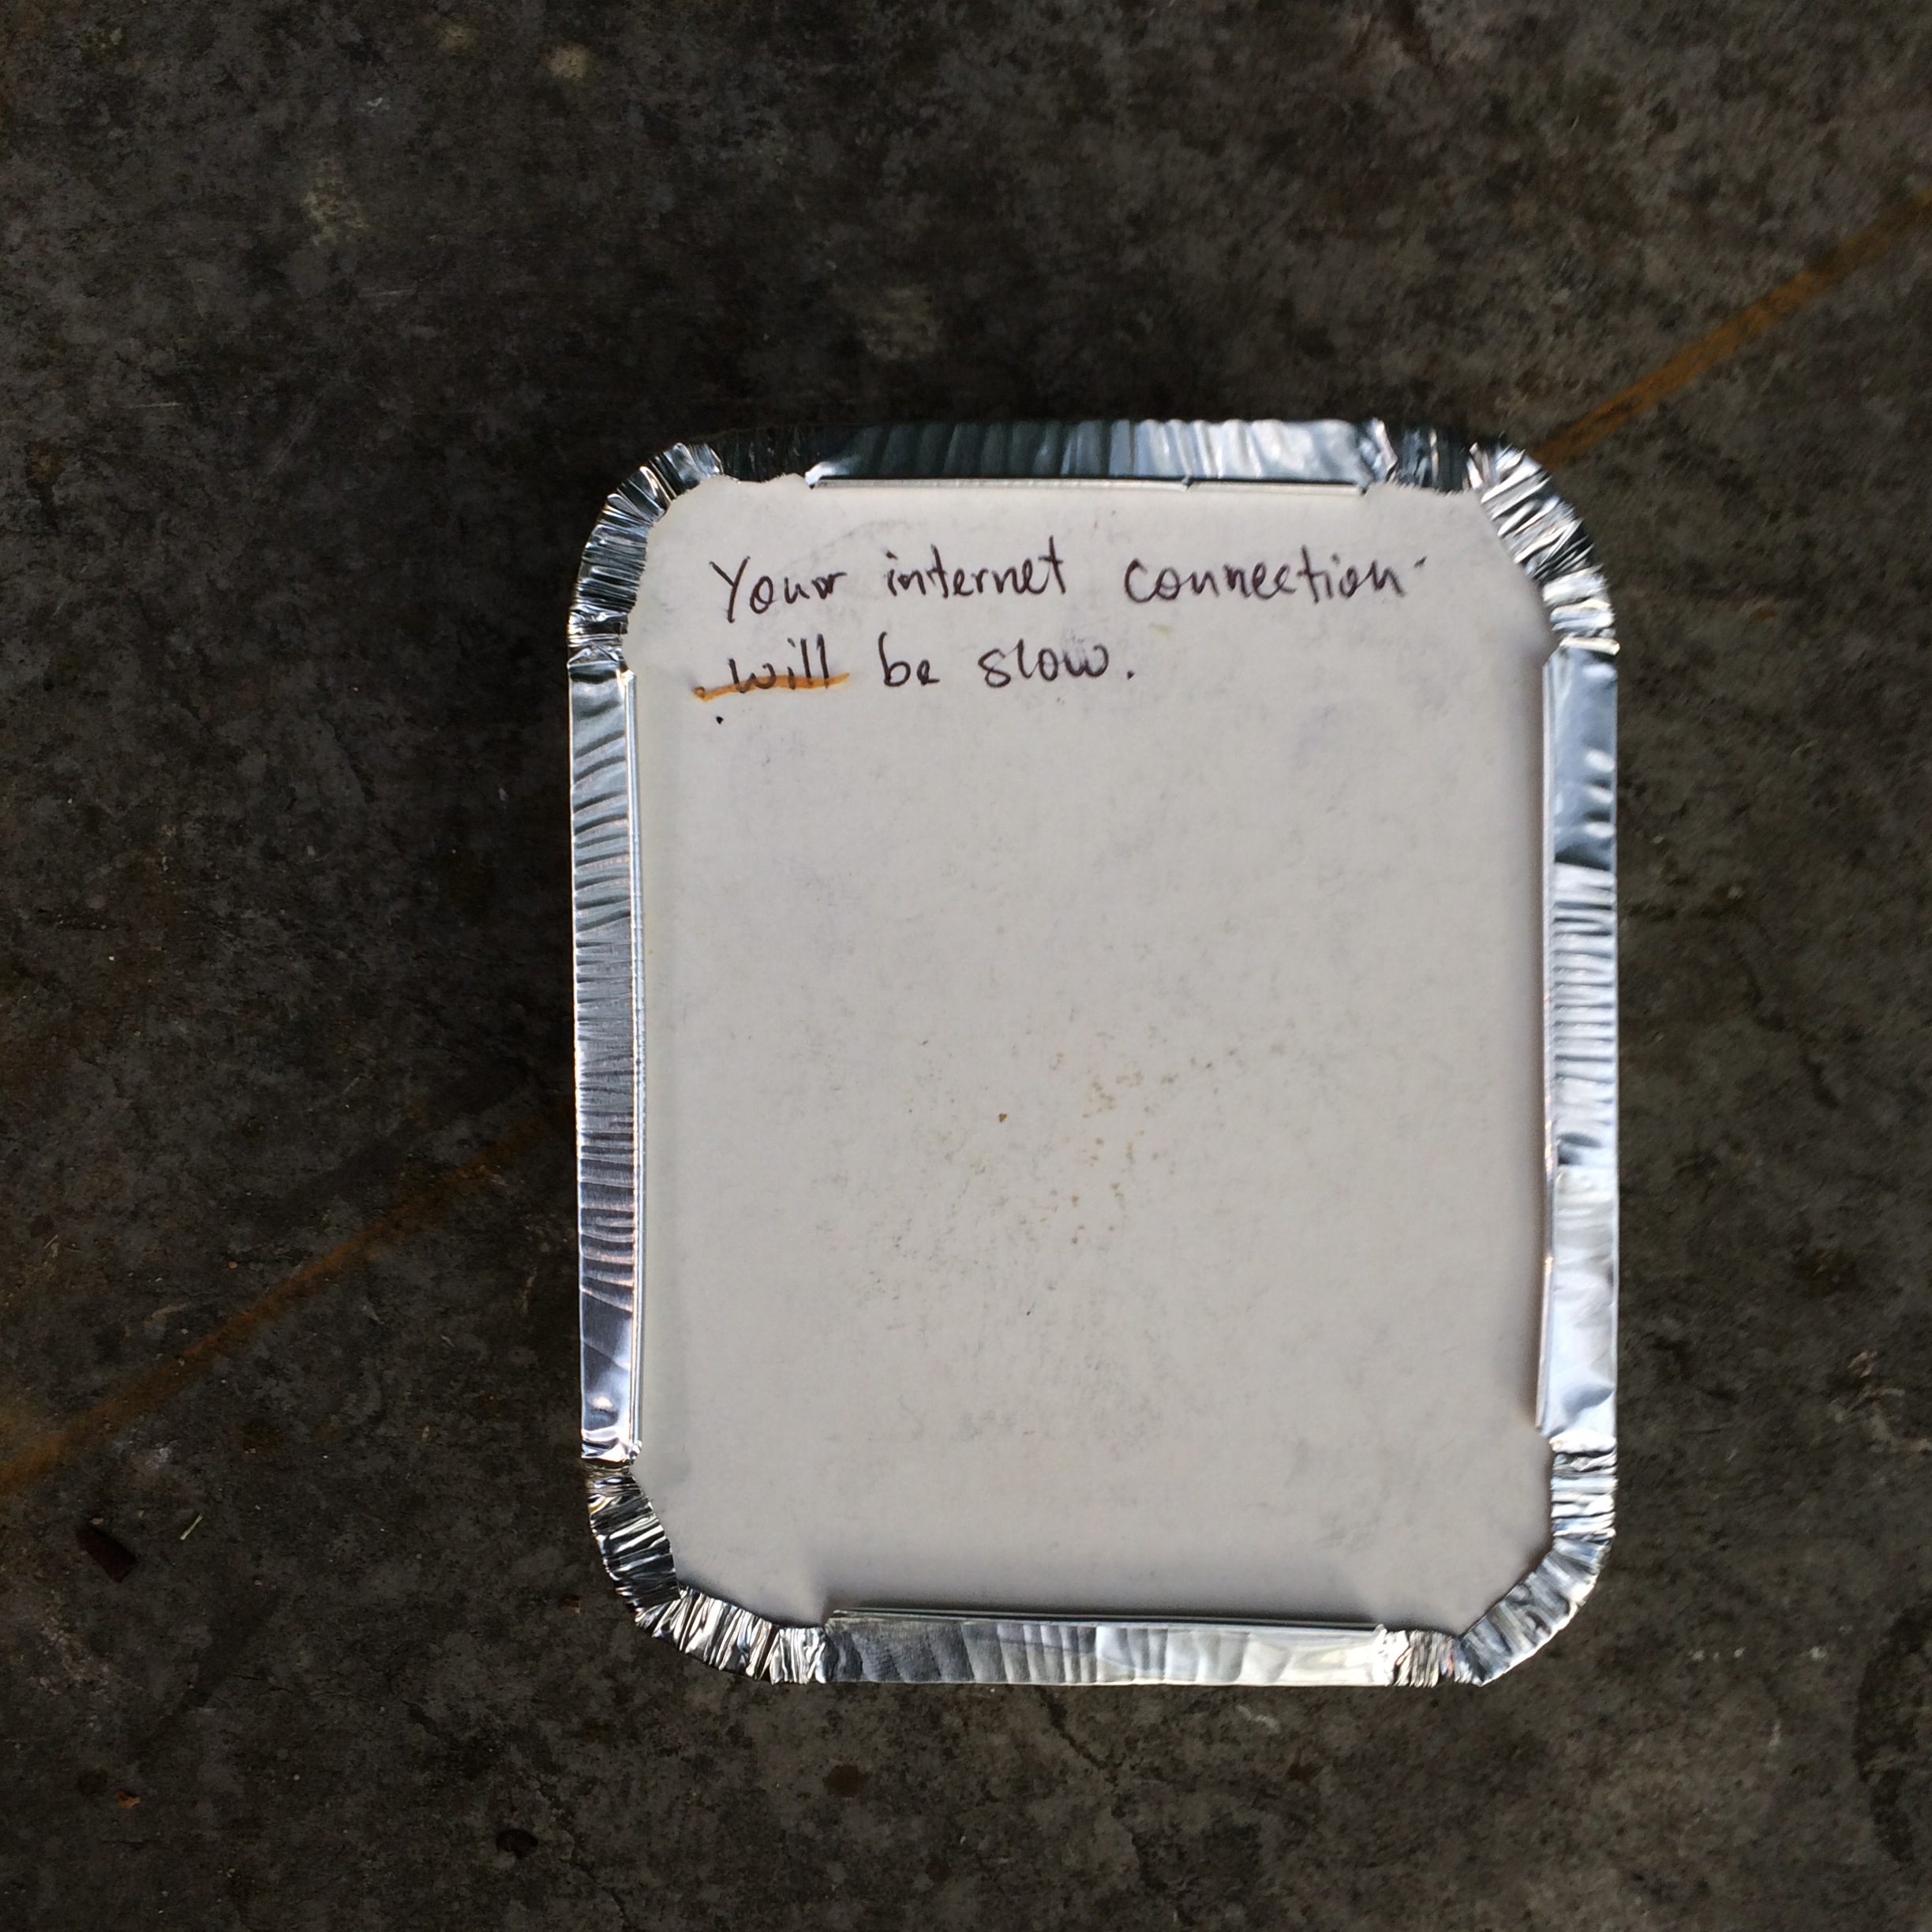 Your internet connection
will be slow.